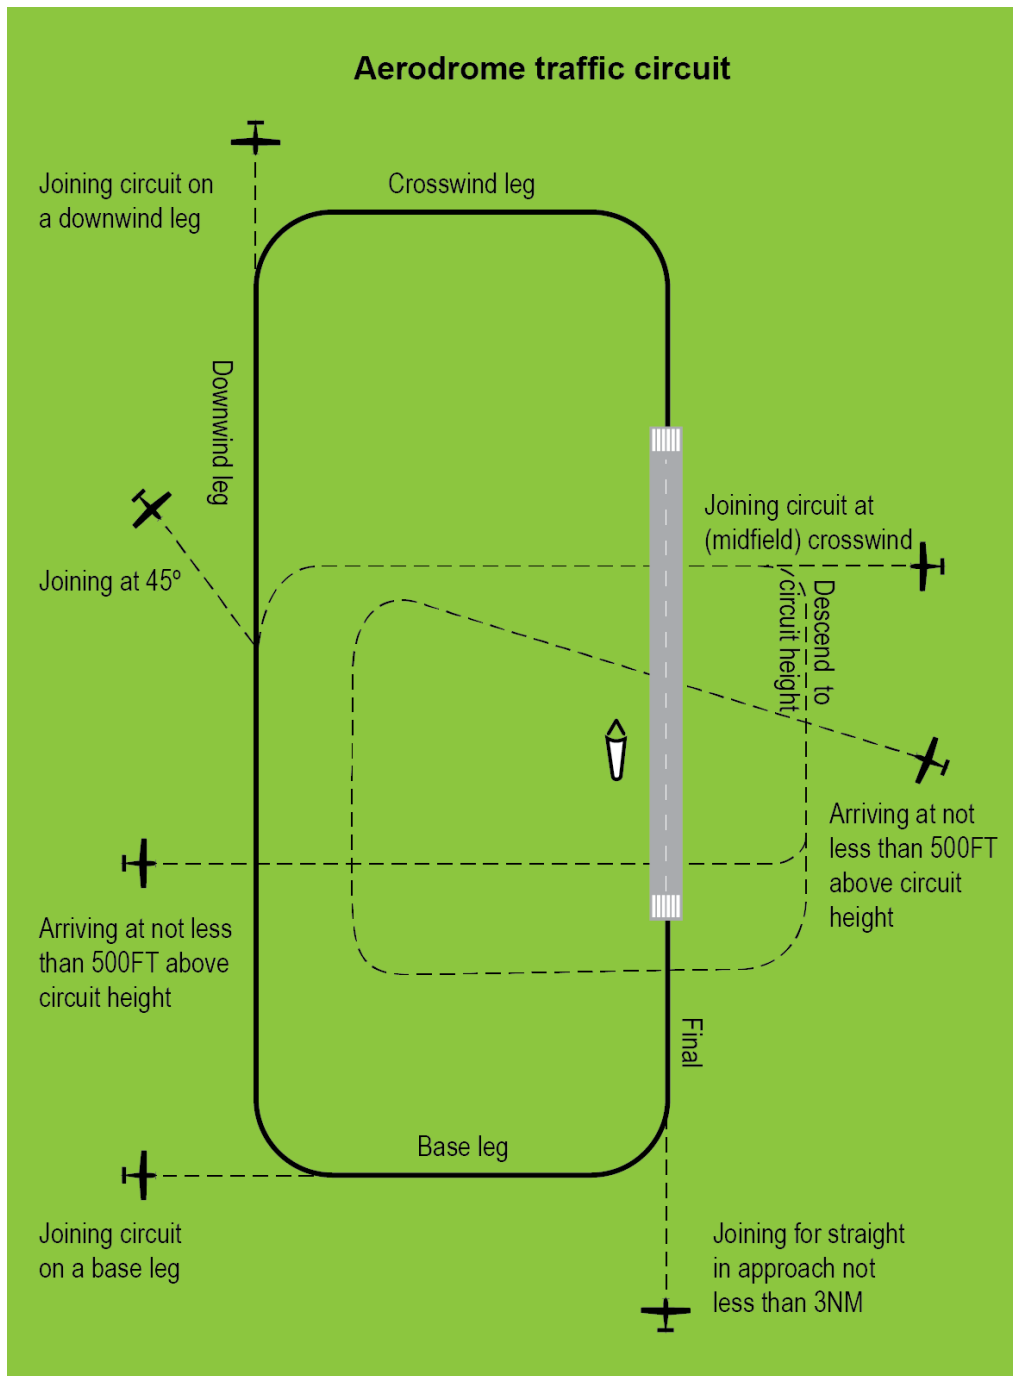 Aerodrome traffic circuit
Joining circuit on
a downwind leg
Crosswind leg
Downwind leg
Joining circuit at
(midfield) crosswind
Joining at 45º
Descend to
circuit height
Arriving at not
less than 500FT
above circuit
height
Arriving at not less
than 500FT above
circuit height
Final
Base leg
Joining circuit
on a base leg
Joining for straight
in approach not
less than 3NM